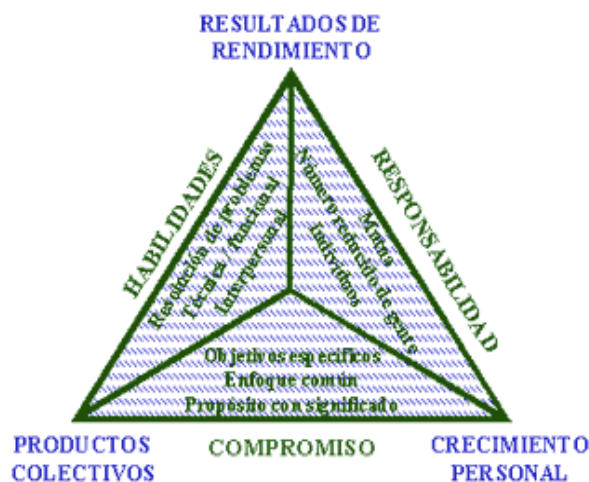 RESULTADOS DE
RENDIMIENTO
HABILIDADES
Resolución de problemas
Técnica / funcional
Interpersonal
RESPONSABILIDAD
Mutua
Número reducido de gente
Individuos
Objetivos específicos
Enfoque común
Propósito con significado
PRODUCTOS
COLECTIVOS
COMPROMISO
CRECIMIENTO
PERSONAL